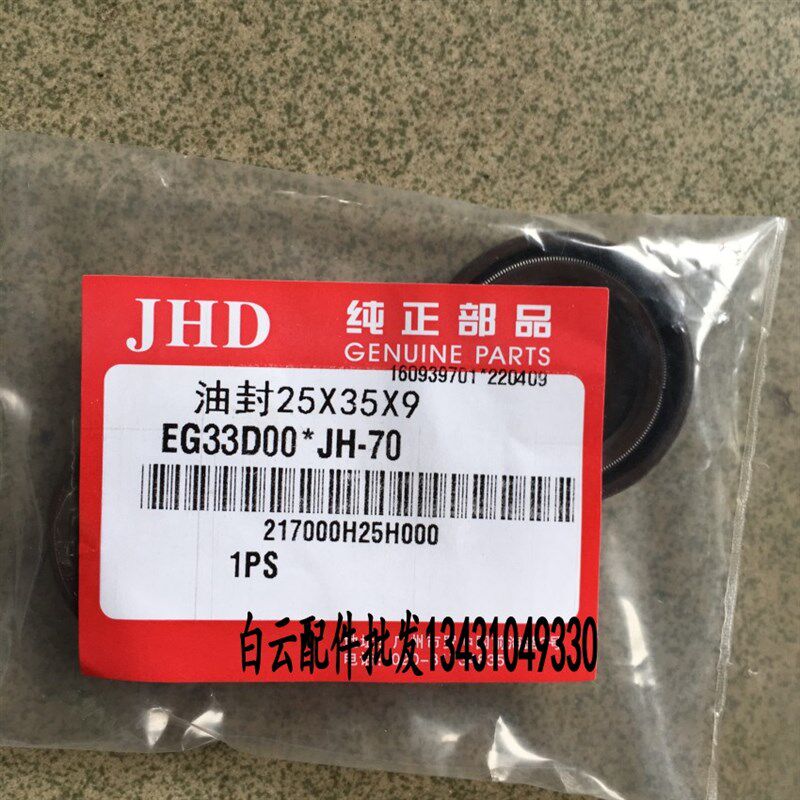 JHD
纯正部品
GENUINE PARTS
160939701*220409
油封25X35X9
EG33D00*JH-70
217000H25H000
1PS
白云配件批发13431049330